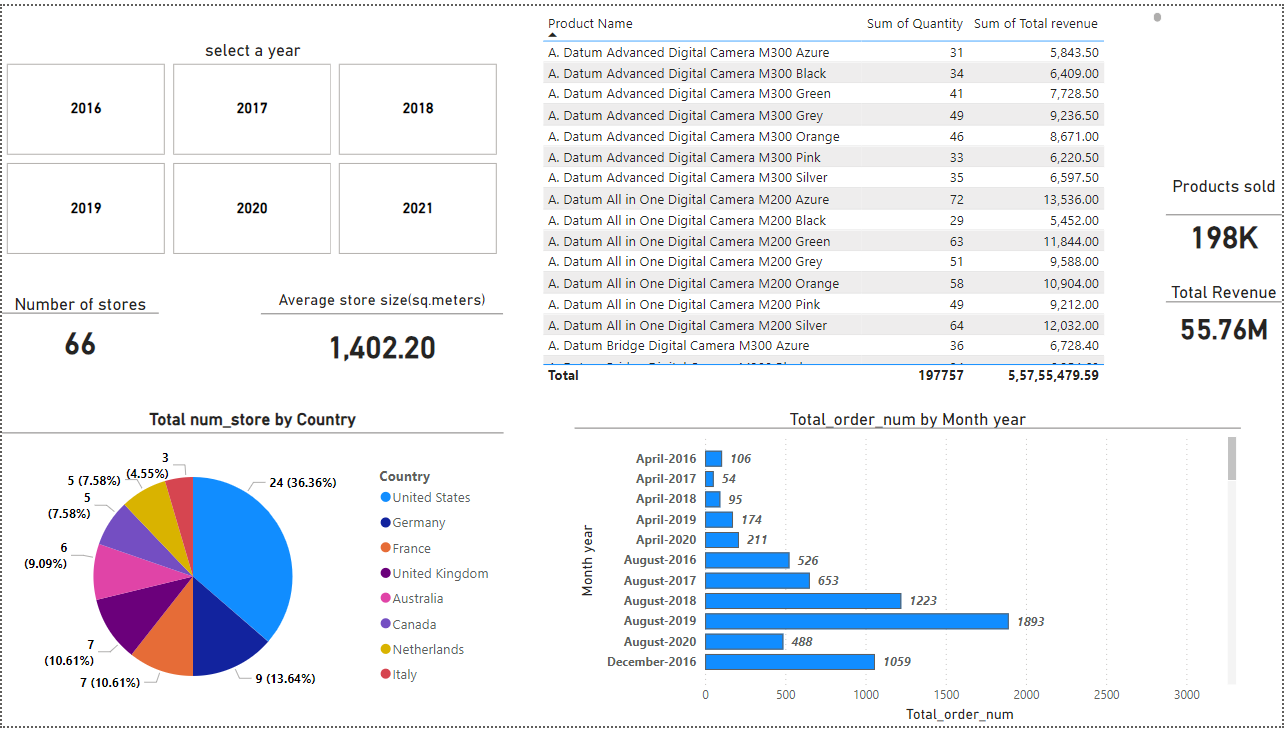 select a year
2016 2017 2018
2019 2020 2021
Number of stores
66
Average store size(sq.meters)
1,402.20
Product Name Sum of Quantity Sum of Total revenue
A. Datum Advanced Digital Camera M300 Azure 31 5,843.50
A. Datum Advanced Digital Camera M300 Black 34 6,409.00
A. Datum Advanced Digital Camera M300 Green 41 7,728.50
A. Datum Advanced Digital Camera M300 Grey 49 9,236.50
A. Datum Advanced Digital Camera M300 Orange 46 8,671.00
A. Datum Advanced Digital Camera M300 Pink 33 6,220.50
A. Datum Advanced Digital Camera M300 Silver 35 6,597.50
A. Datum All in One Digital Camera M200 Azure 72 13,536.00
A. Datum All in One Digital Camera M200 Black 29 5,452.00
A. Datum All in One Digital Camera M200 Green 63 11,844.00
A. Datum All in One Digital Camera M200 Grey 51 9,588.00
A. Datum All in One Digital Camera M200 Orange 58 10,904.00
A. Datum All in One Digital Camera M200 Pink 49 9,212.00
A. Datum All in One Digital Camera M200 Silver 64 12,032.00
A. Datum Bridge Digital Camera M300 Azure 36 6,728.40
Total 197757 5,57,55,479.59
Products sold
198K
Total Revenue
55.76M
Total num_store by Country
24 (36.36%)
9 (13.64%)
7 (10.61%)
7
(10.61%)
6
(9.09%)
5
(7.58%)
5 (7.58%)
3
(4.55%)
Country
United States
Germany
France
United Kingdom
Australia
Canada
Netherlands
Italy
Total_order_num by Month year
Month year
April-2016 106
April-2017 54
April-2018 95
April-2019 174
April-2020 211
August-2016 526
August-2017 653
August-2018 1223
August-2019 1893
August-2020 488
December-2016 1059
0 500 1000 1500 2000 2500 3000
Total_order_num